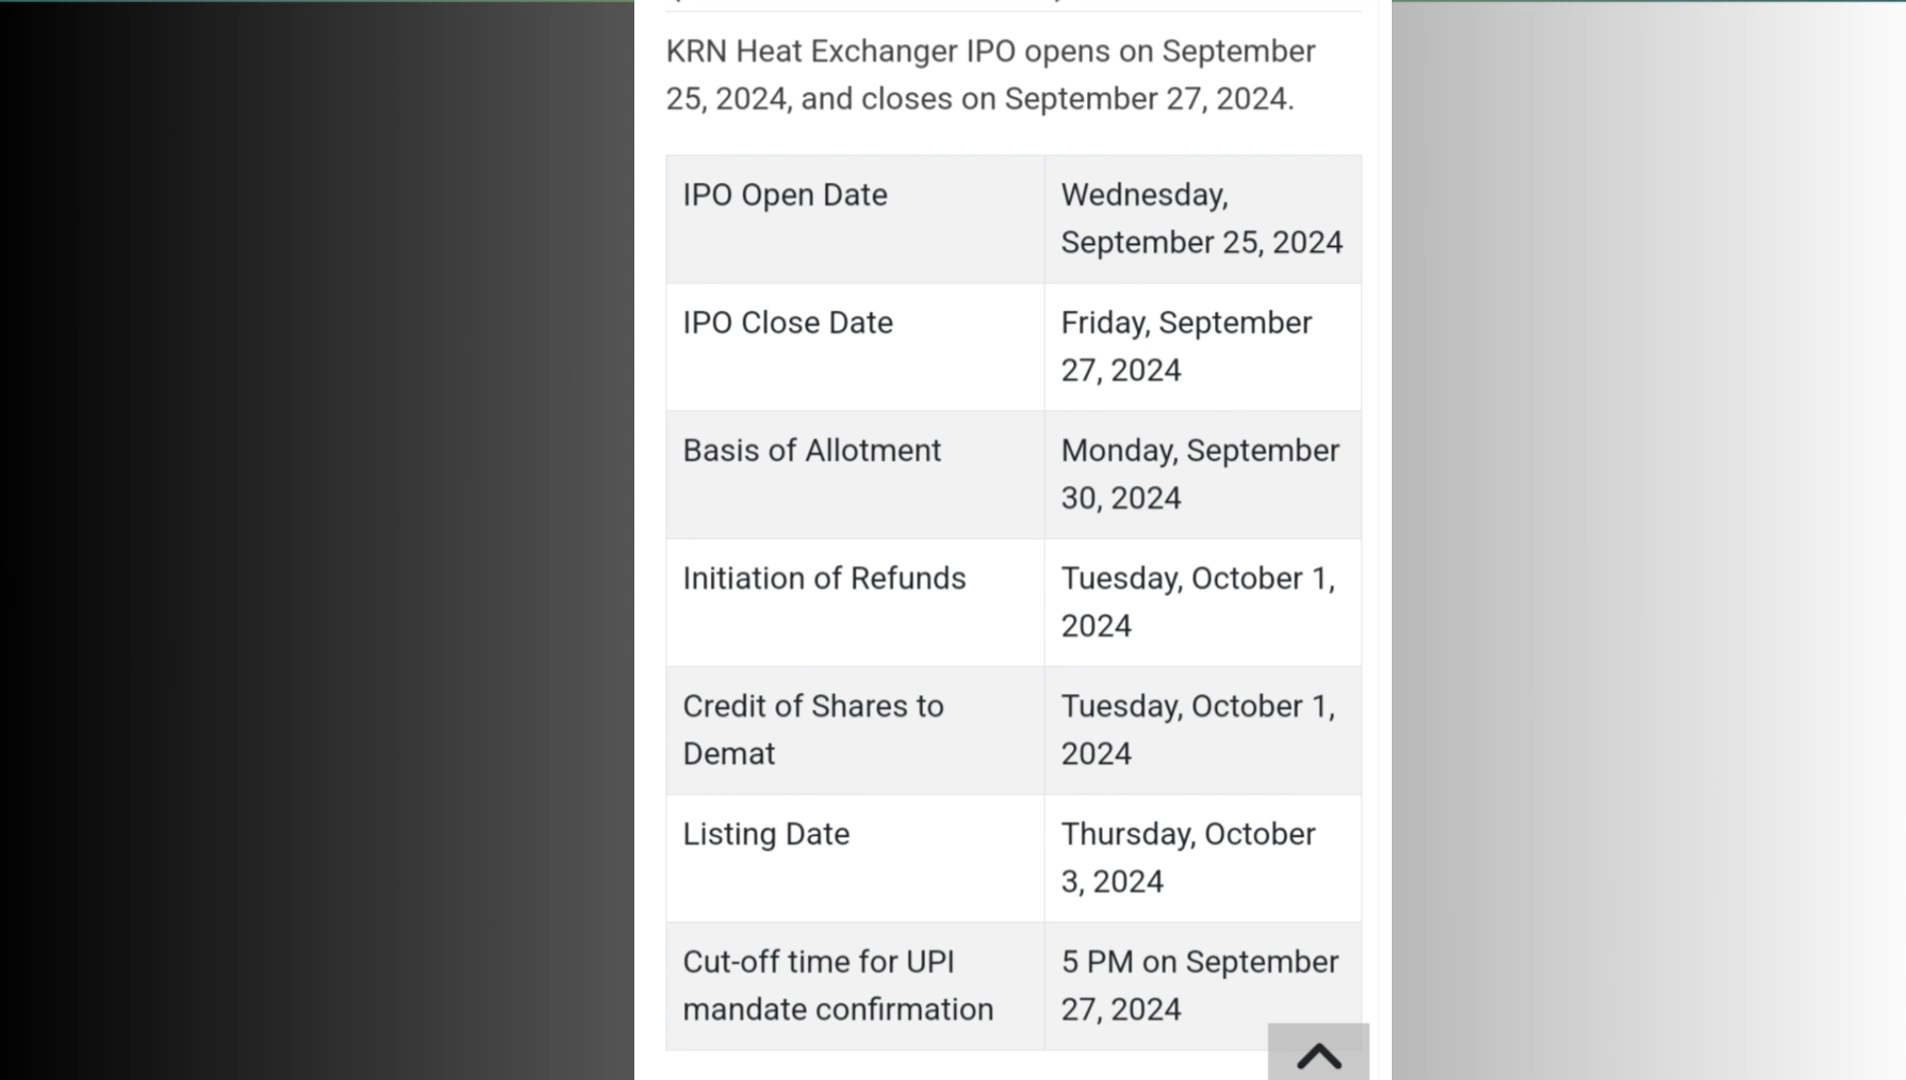 KRN Heat Exchanger IPO opens on September
25, 2024, and closes on September 27, 2024.
IPO Open Date
Wednesday,
September 25, 2024
IPO Close Date
Friday, September
27, 2024
Basis of Allotment
Monday, September
30, 2024
Initiation of Refunds
Tuesday, October 1,
2024
Credit of Shares to
Demat
Tuesday, October 1,
2024
Listing Date
Thursday, October
3, 2024
Cut-off time for UPI
mandate confirmation
5 PM on September
27, 2024